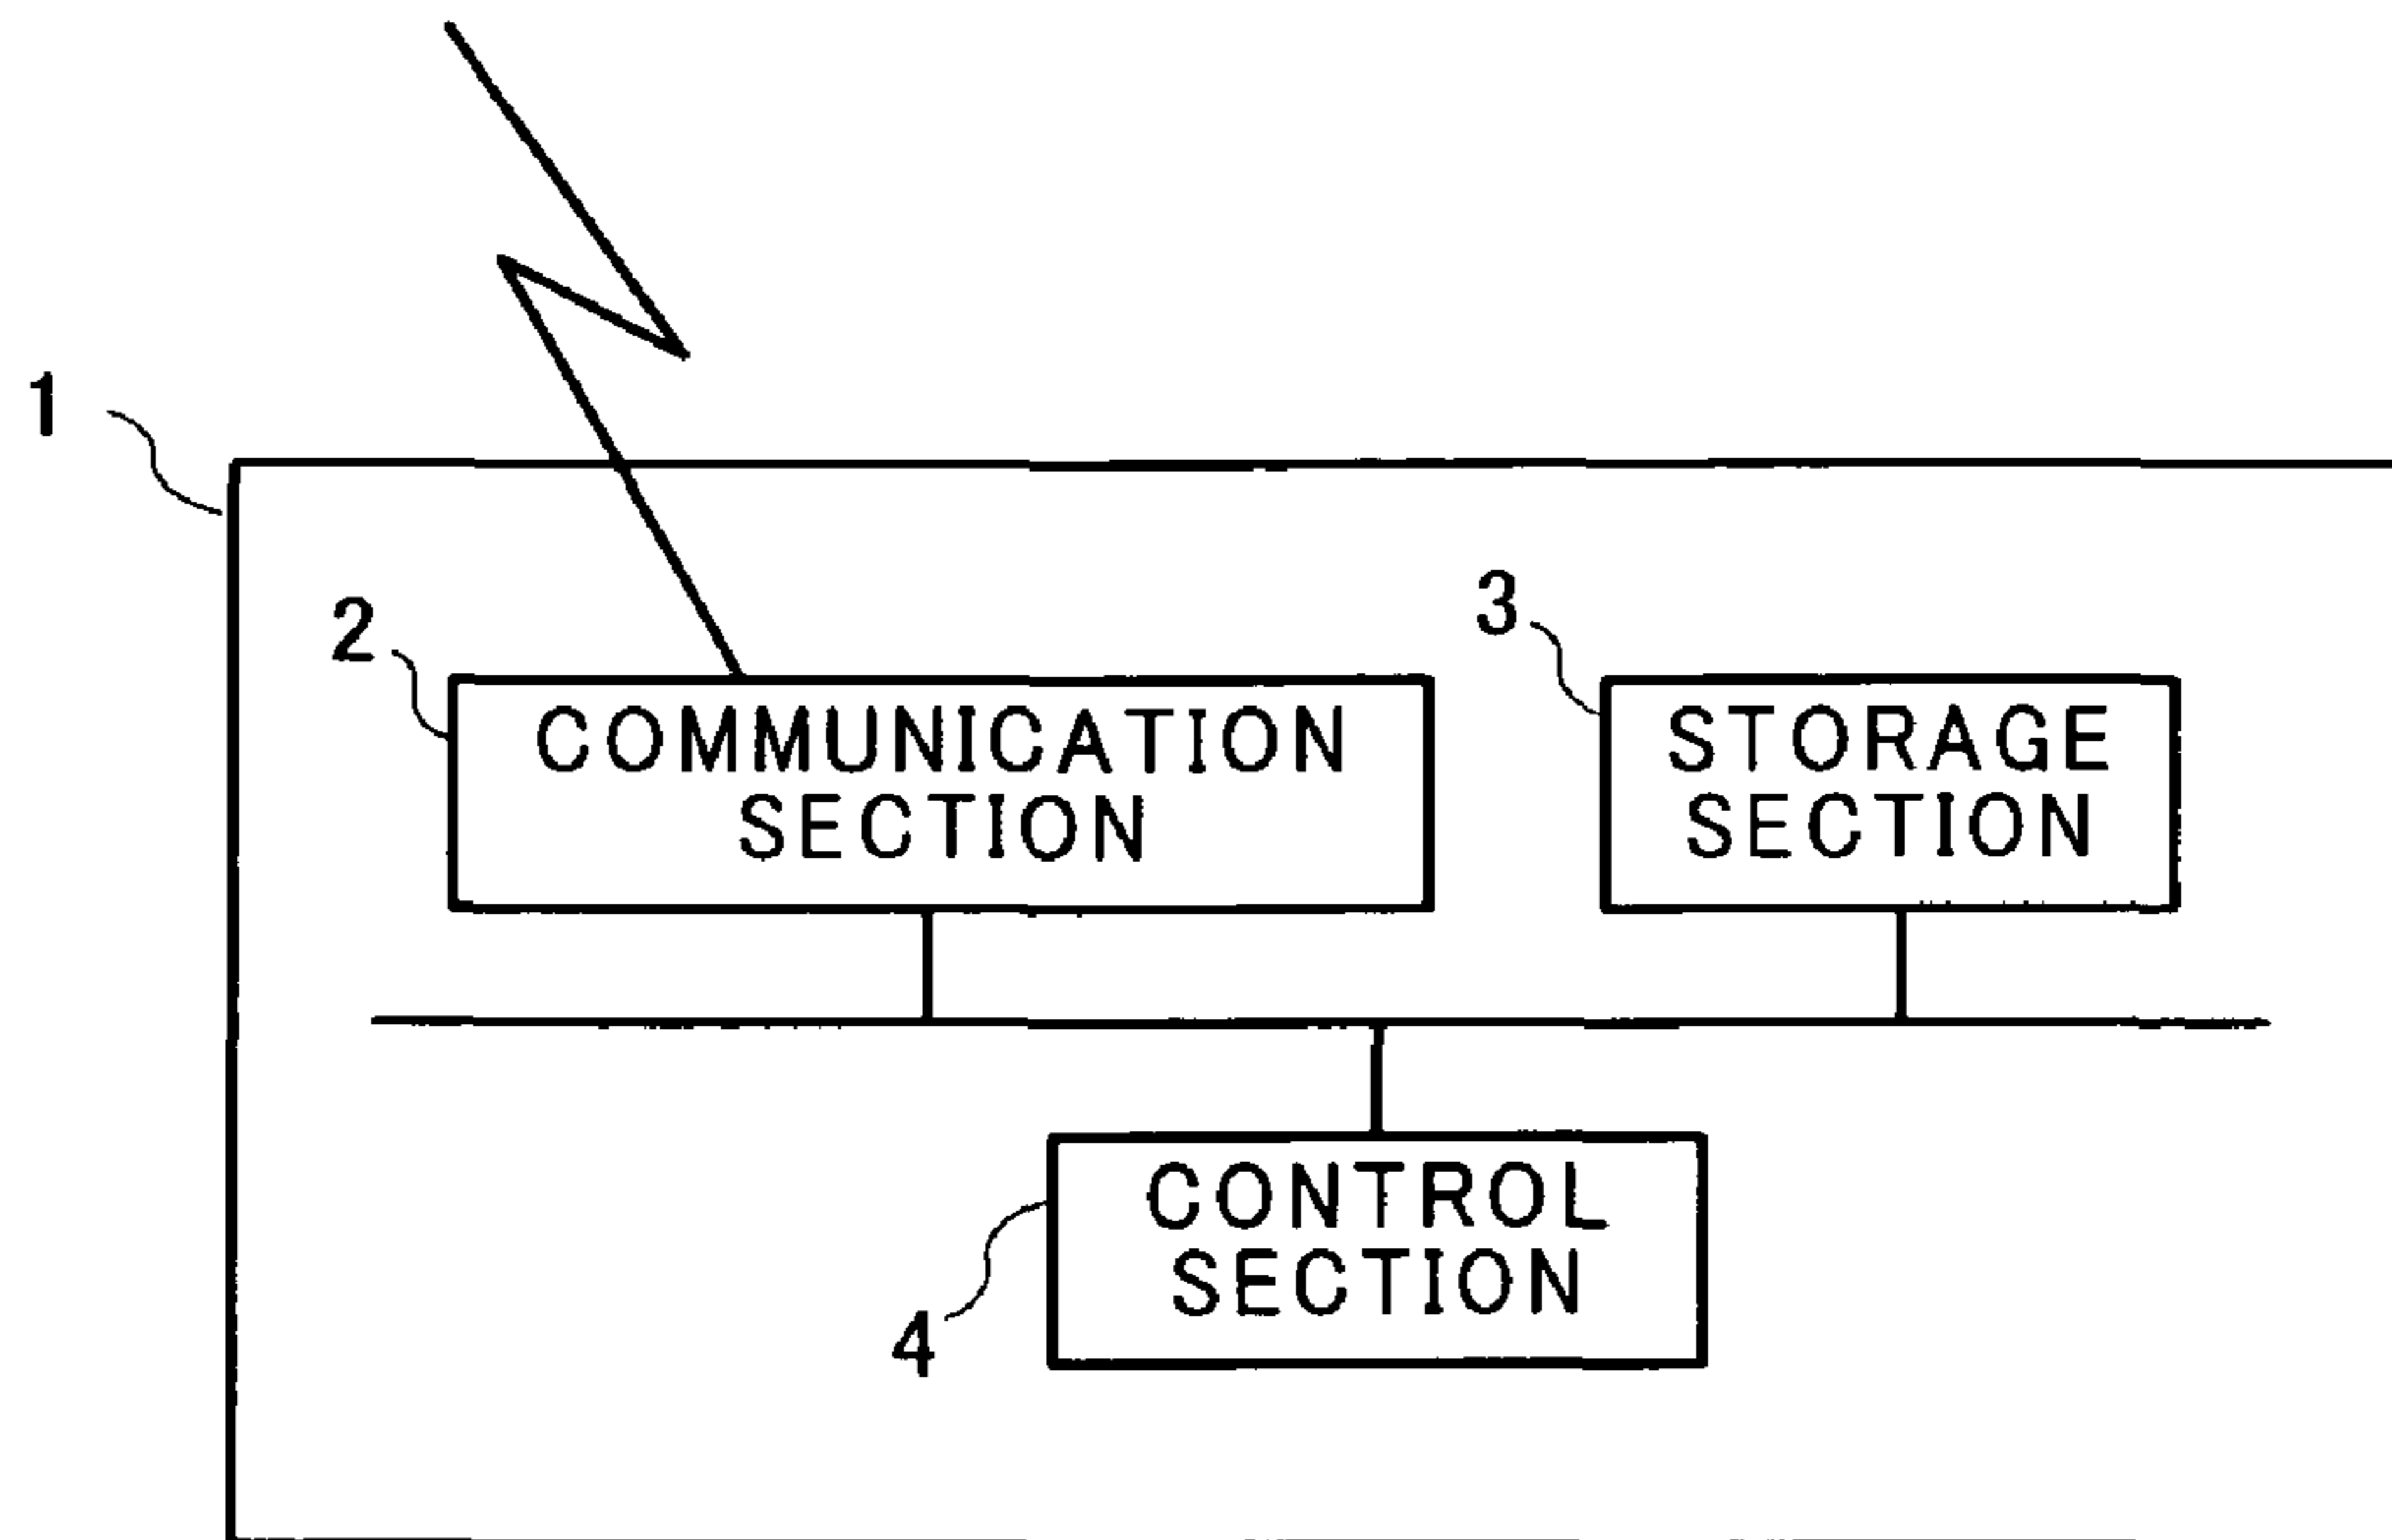 1
2
3
COMMUNICATION
SECTION
STORAGE
SECTION
CONTROL
SECTION
4